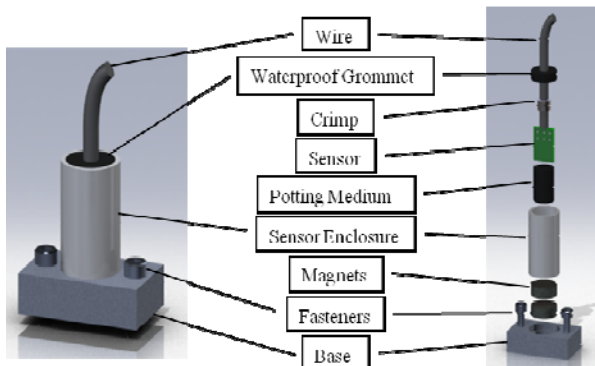 Wire
Waterproof Grommet
Crimp
Sensor
Potting Medium
Sensor Enclosure
Magnets
Fasteners
Base